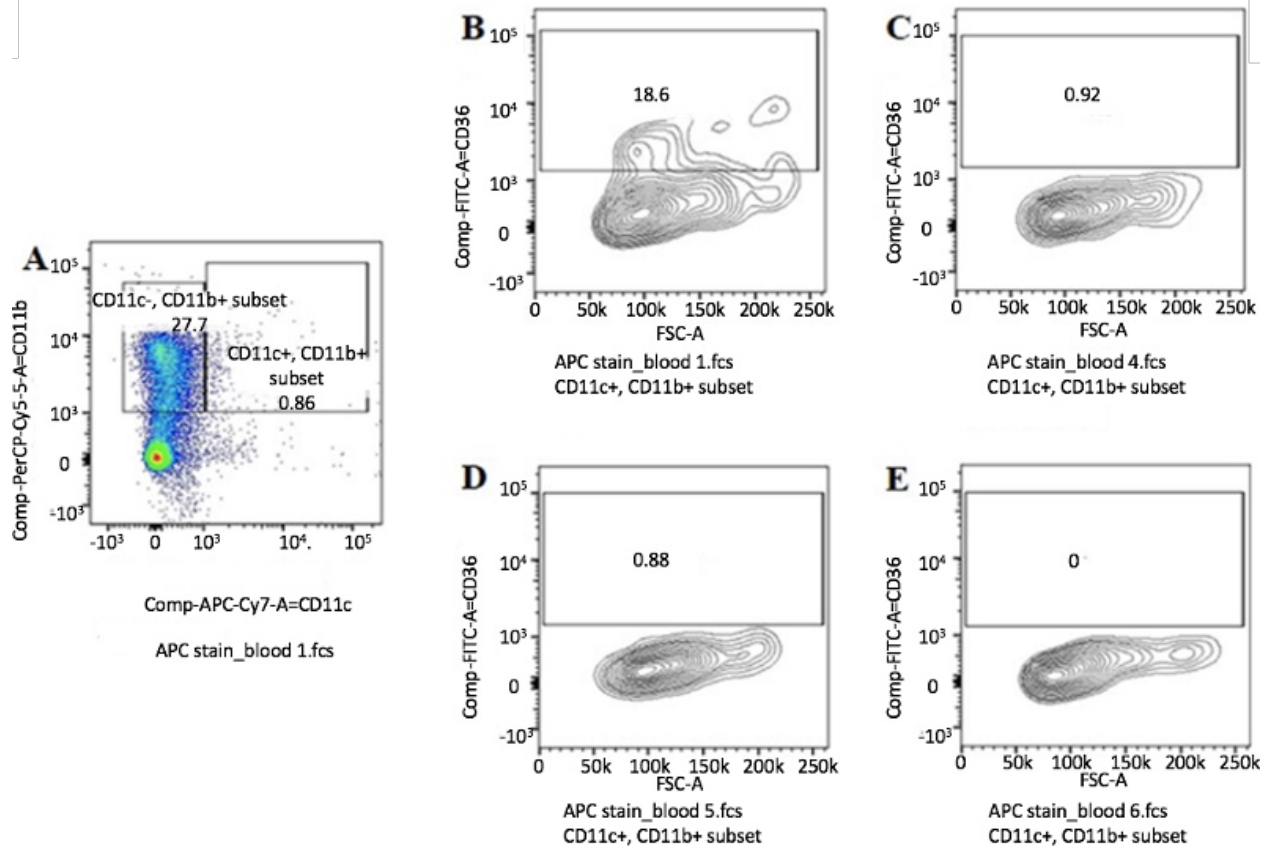 A
Comp-PerCP-Cy5-5-A=CD11b
10⁵
10⁴
10³
0
-10³
CD11c-, CD11b+ subset
27.7
CD11c+, CD11b+
subset
0.86
-10³ 0 10³ 10⁴. 10⁵
Comp-APC-Cy7-A=CD11c
APC stain_blood 1.fcs
B
Comp-FITC-A=CD36
10⁵
10⁴
10³
0
-10³
18.6
0 50k 100k 150k 200k 250k
FSC-A
APC stain_blood 1.fcs
CD11c+, CD11b+ subset
C
Comp-FITC-A=CD36
10⁵
10⁴
10³
0
-10³
0.92
0 50k 100k 150k 200k 250k
FSC-A
APC stain_blood 4.fcs
CD11c+, CD11b+ subset
D
Comp-FITC-A=CD36
10⁵
10⁴
10³
0
-10³
0.88
0 50k 100k 150k 200k 250k
FSC-A
APC stain_blood 5.fcs
CD11c+, CD11b+ subset
E
Comp-FITC-A=CD36
10⁵
10⁴
10³
0
-10³
0
0 50k 100k 150k 200k 250k
FSC-A
APC stain_blood 6.fcs
CD11c+, CD11b+ subset